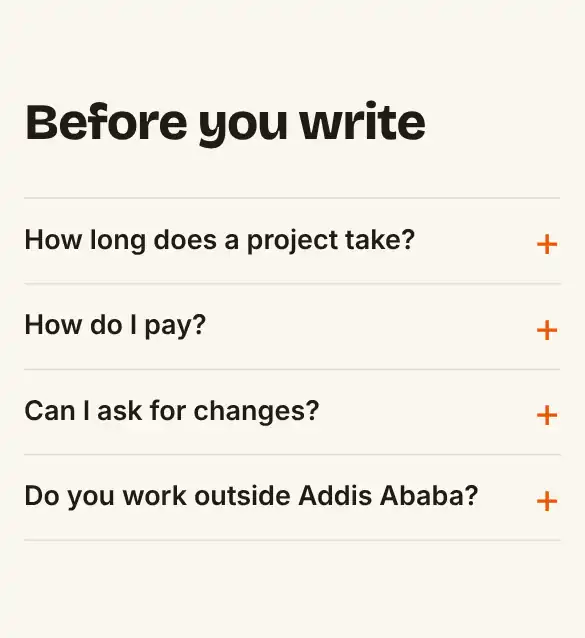 Before you write
How long does a project take?
How do I pay?
Can I ask for changes?
Do you work outside Addis Ababa?